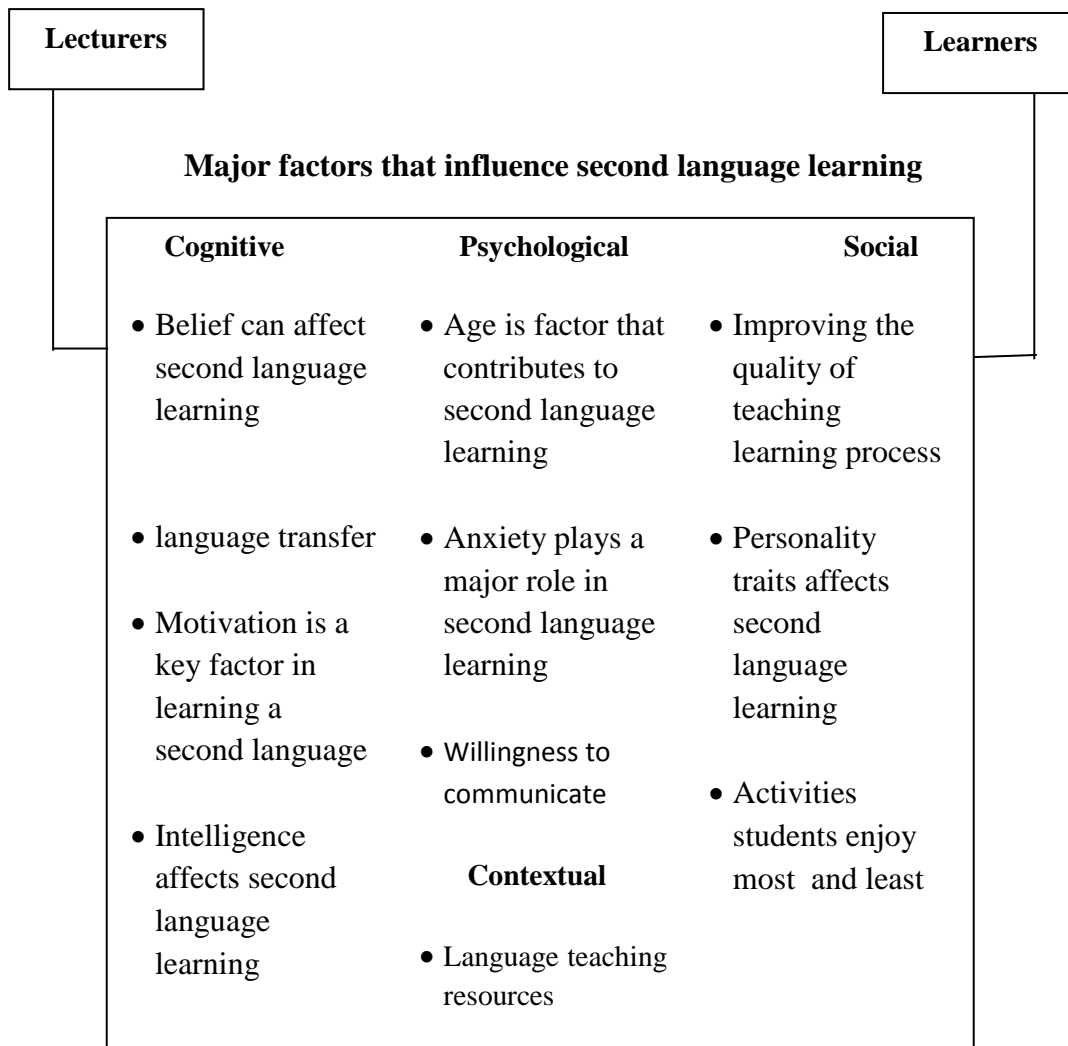 Lecturers
Learners
Major factors that influence second language learning
Cognitive
• Belief can affect
second language
learning
• language transfer
• Motivation is a
key factor in
learning a
second language
• Intelligence
affects second
language
learning
Psychological
• Age is factor that
contributes to
second language
learning
• Anxiety plays a
major role in
second language
learning
• Willingness to
communicate
Contextual
• Language teaching
resources
Social
• Improving the
quality of
teaching
learning process
• Personality
traits affects
second
language
learning
• Activities
students enjoy
most and least